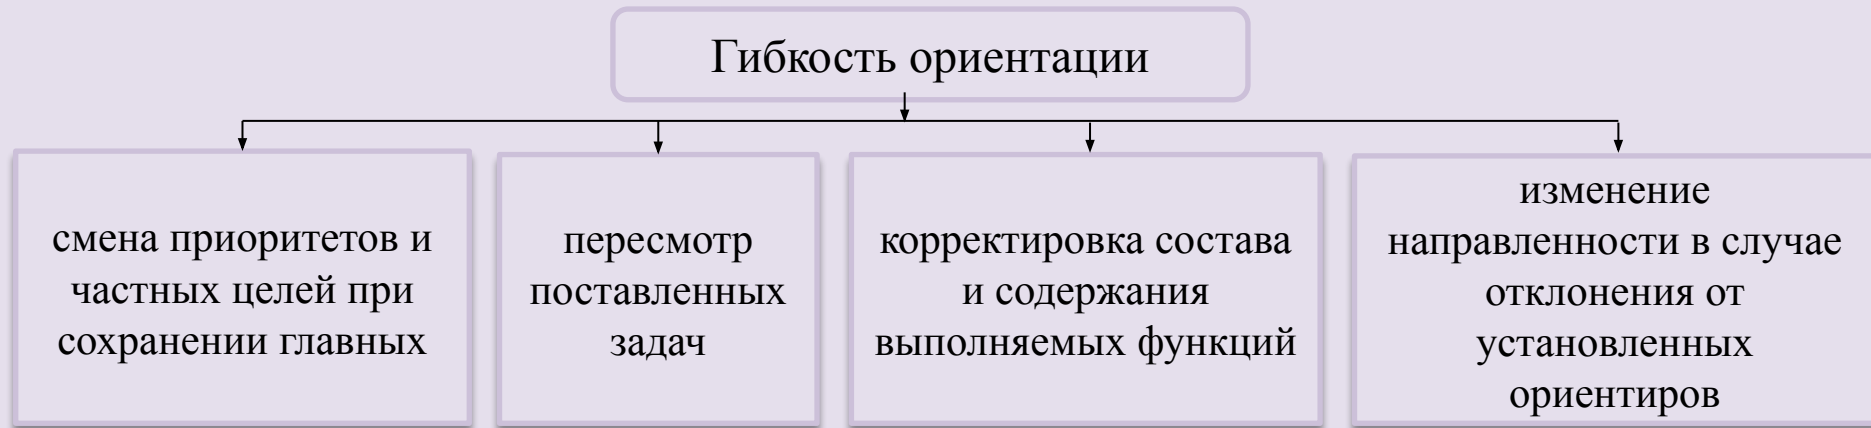 Гибкость ориентации
смена приоритетов и
частных целей при
сохранении главных
пересмотр
поставленных
задач
корректировка состава
и содержания
выполняемых функций
изменение
направленности в случае
отклонения от
установленных
ориентиров